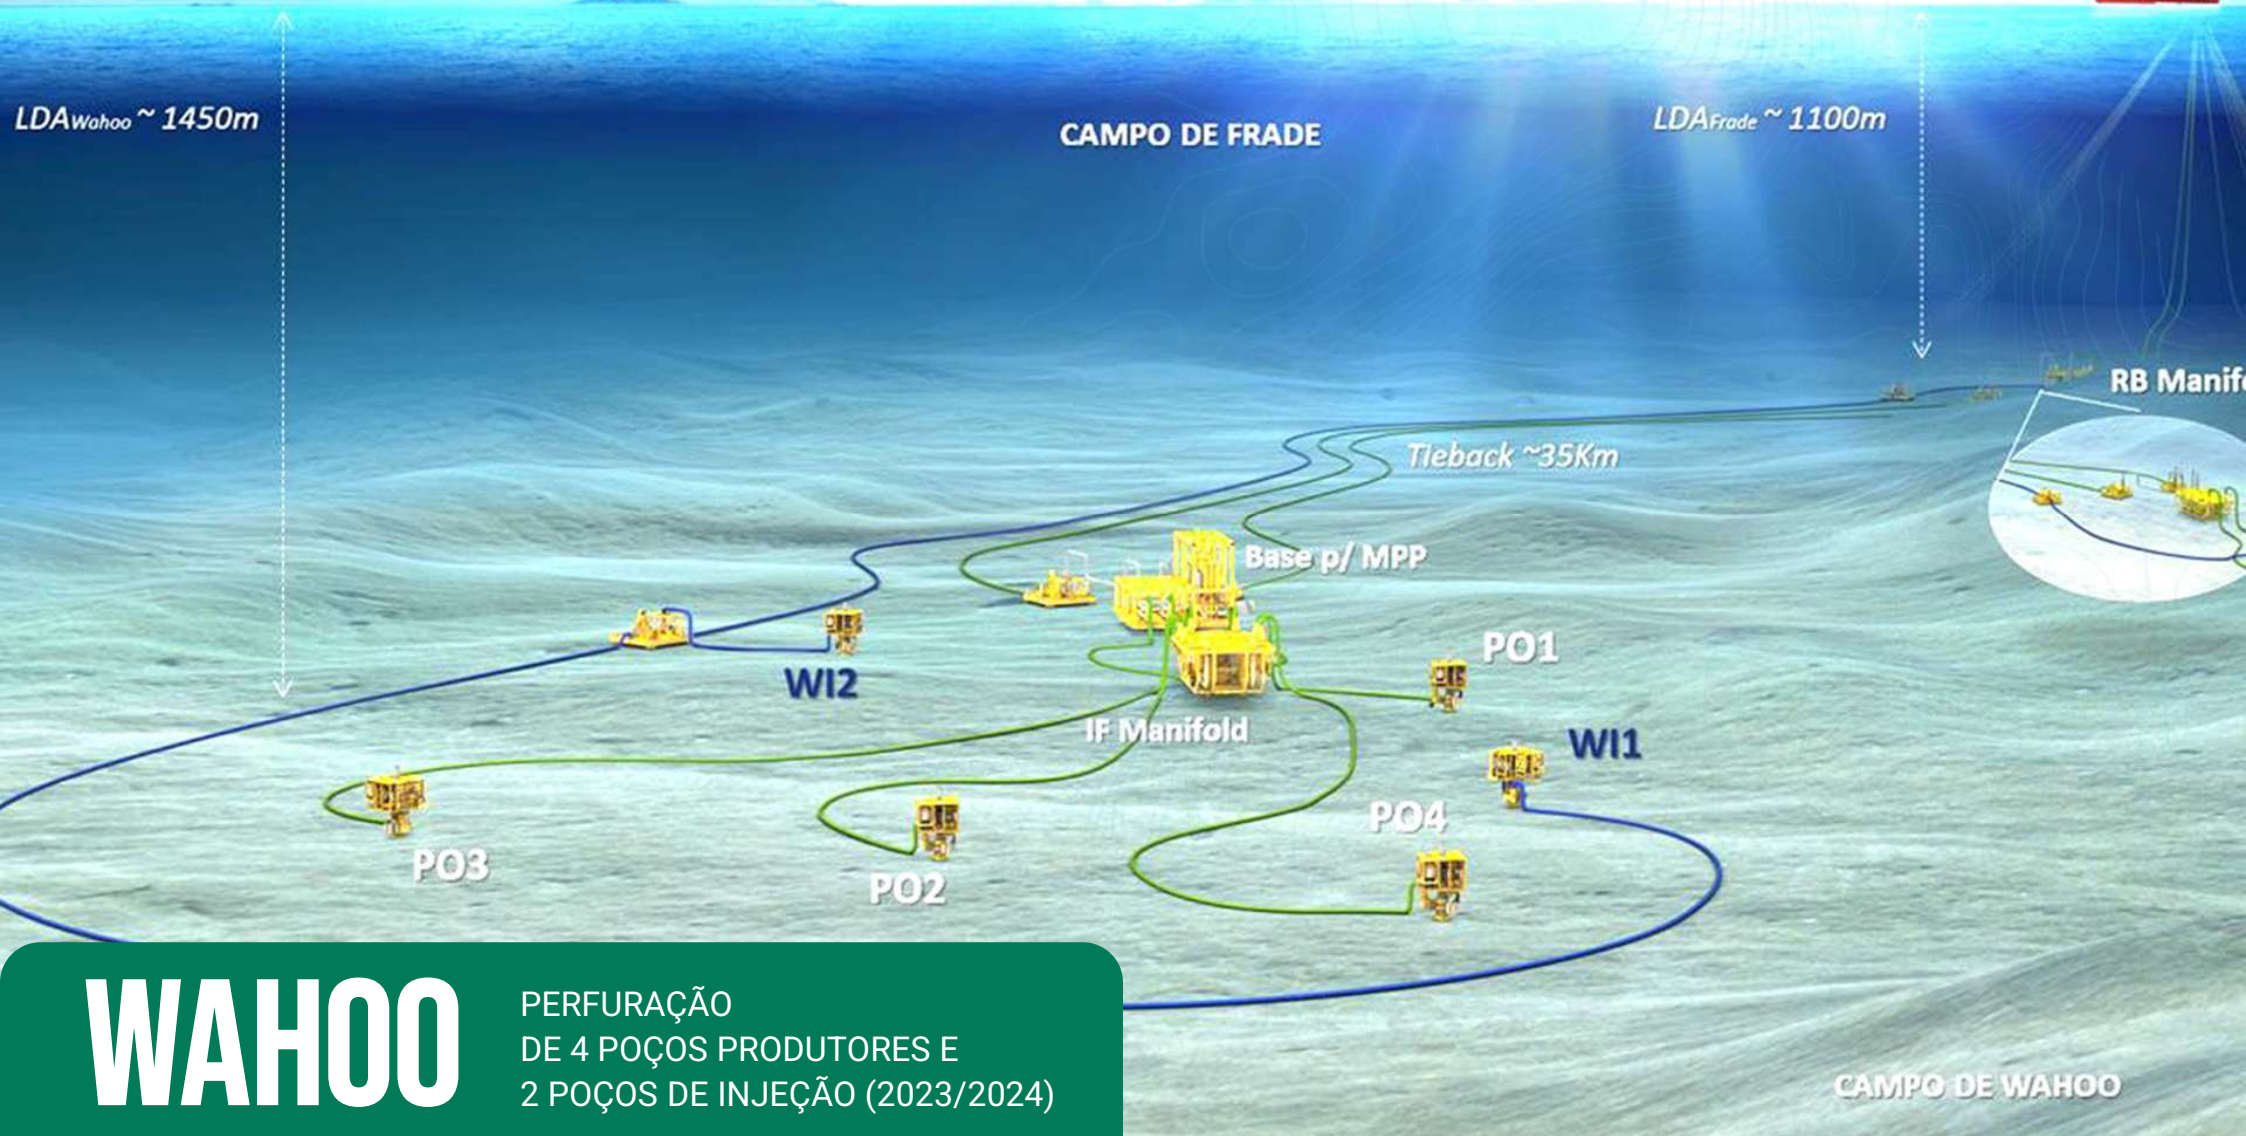 LDAWahoo ~ 1450m
CAMPO DE FRADE
LDAFrade ~ 1100m
RB Manif
Tieback ~35Km
Base p/ MPP
PO1
WI2
IF Manifold
WI1
PO4
PO3
PO2
WAHOO
PERFURAÇÃO
DE 4 POÇOS PRODUTORES E
2 POÇOS DE INJEÇÃO (2023/2024)
CAMPO DE WAHOO